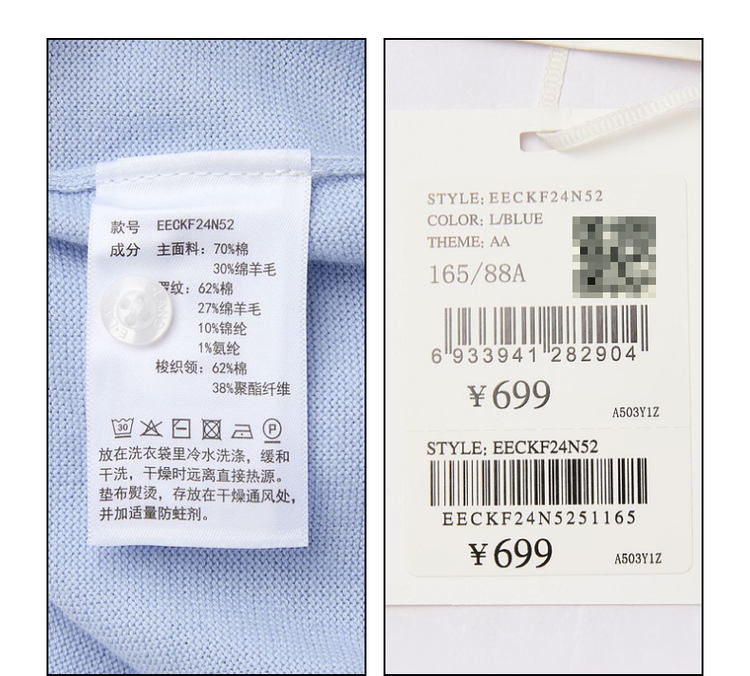 款号 EECKF24N52
成分 主面料：70%棉
30%绵羊毛
罗纹：62%棉
27%绵羊毛
10%锦纶
1%氨纶
梭织领：62%棉
38%聚酯纤维
30 P
放在洗衣袋里冷水洗涤，缓和
干洗，干燥时远离直接热源。
垫布熨烫，存放在干燥通风处，
并加适量防蛀剂。
STYLE: EECKF24N52
COLOR: L/BLUE
THEME: AA
165/88A
6 933941 282904
¥699
A503Y1Z
STYLE: EECKF24N52
EECKF24N5251165
¥699
A503Y1Z